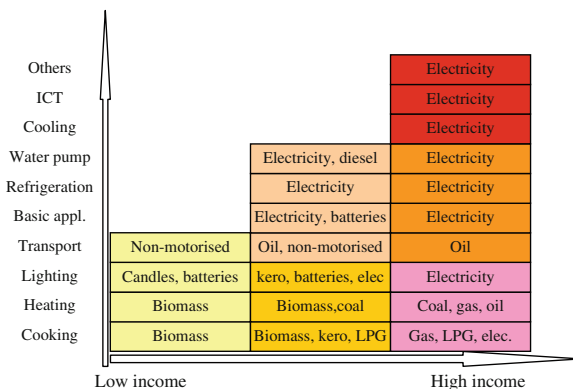 Others Electricity
ICT Electricity
Cooling Electricity
Water pump Electricity, diesel Electricity
Refrigeration Electricity Electricity
Basic appl. Electricity, batteries Electricity
Transport Non-motorised Oil, non-motorised Oil
Lighting Candles, batteries kero, batteries, elec Electricity
Heating Biomass Biomass,coal Coal, gas, oil
Cooking Biomass Biomass, kero, LPG Gas, LPG, elec.
Low income High income